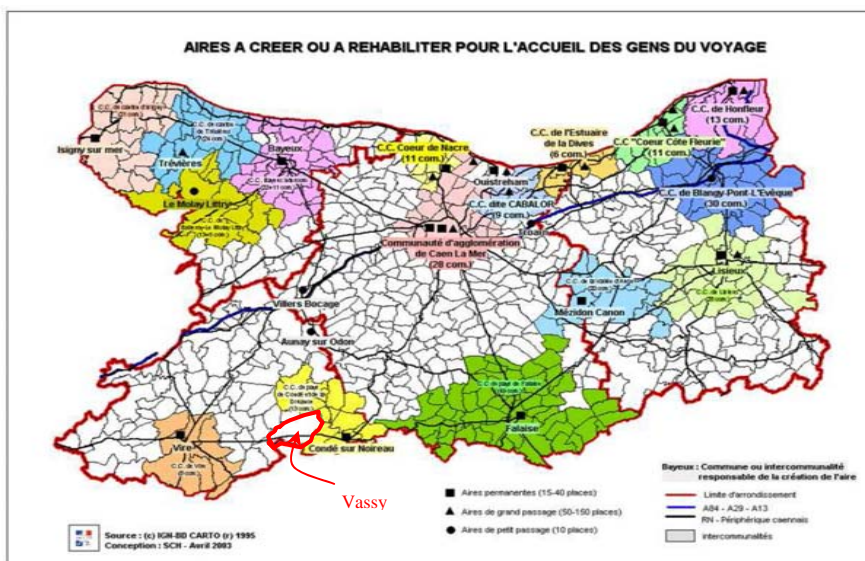 AIRES A CREER OU A REHABILITER POUR L'ACCUEIL DES GENS DU VOYAGE
C.C. de Honfleur
(13 com.)
C.C. de l'Estuaire
de la Dives
(6 com.)
C.C "Coeur Côte Fleurie"
(11 com.)
C.C. Coeur de Nacre
(11 com.)
Isigny sur mer
Trévières
Bayeux
Ouistreham
C.C. dite CABALOR
(9 com.)
C.C. de Blangy-Pont-L'Evêque
(30 com.)
Le Molay Littry
Troarn
Communauté d'agglomération
de Caen La Mer
(28 com.)
Lisieux
Villers Bocage
Mézidon Canon
Aunay sur Odon
C.C. du pays de Falaise
Falaise
Vire
C.C. de Vire
Condé sur Noireau
Vassy
Aires permanentes (15-40 places)
Aires de grand passage (50-150 places)
Aires de petit passage (10 places)
Bayeux : Commune ou intercommunalité
responsable de la création de l'aire
Limite d'arrondissement
A84 - A29 - A13
RN - Périphérique caennais
intercommunalités
Source : (c) IGN-BD CARTO (r) 1995
Conception : SCH - Avril 2003